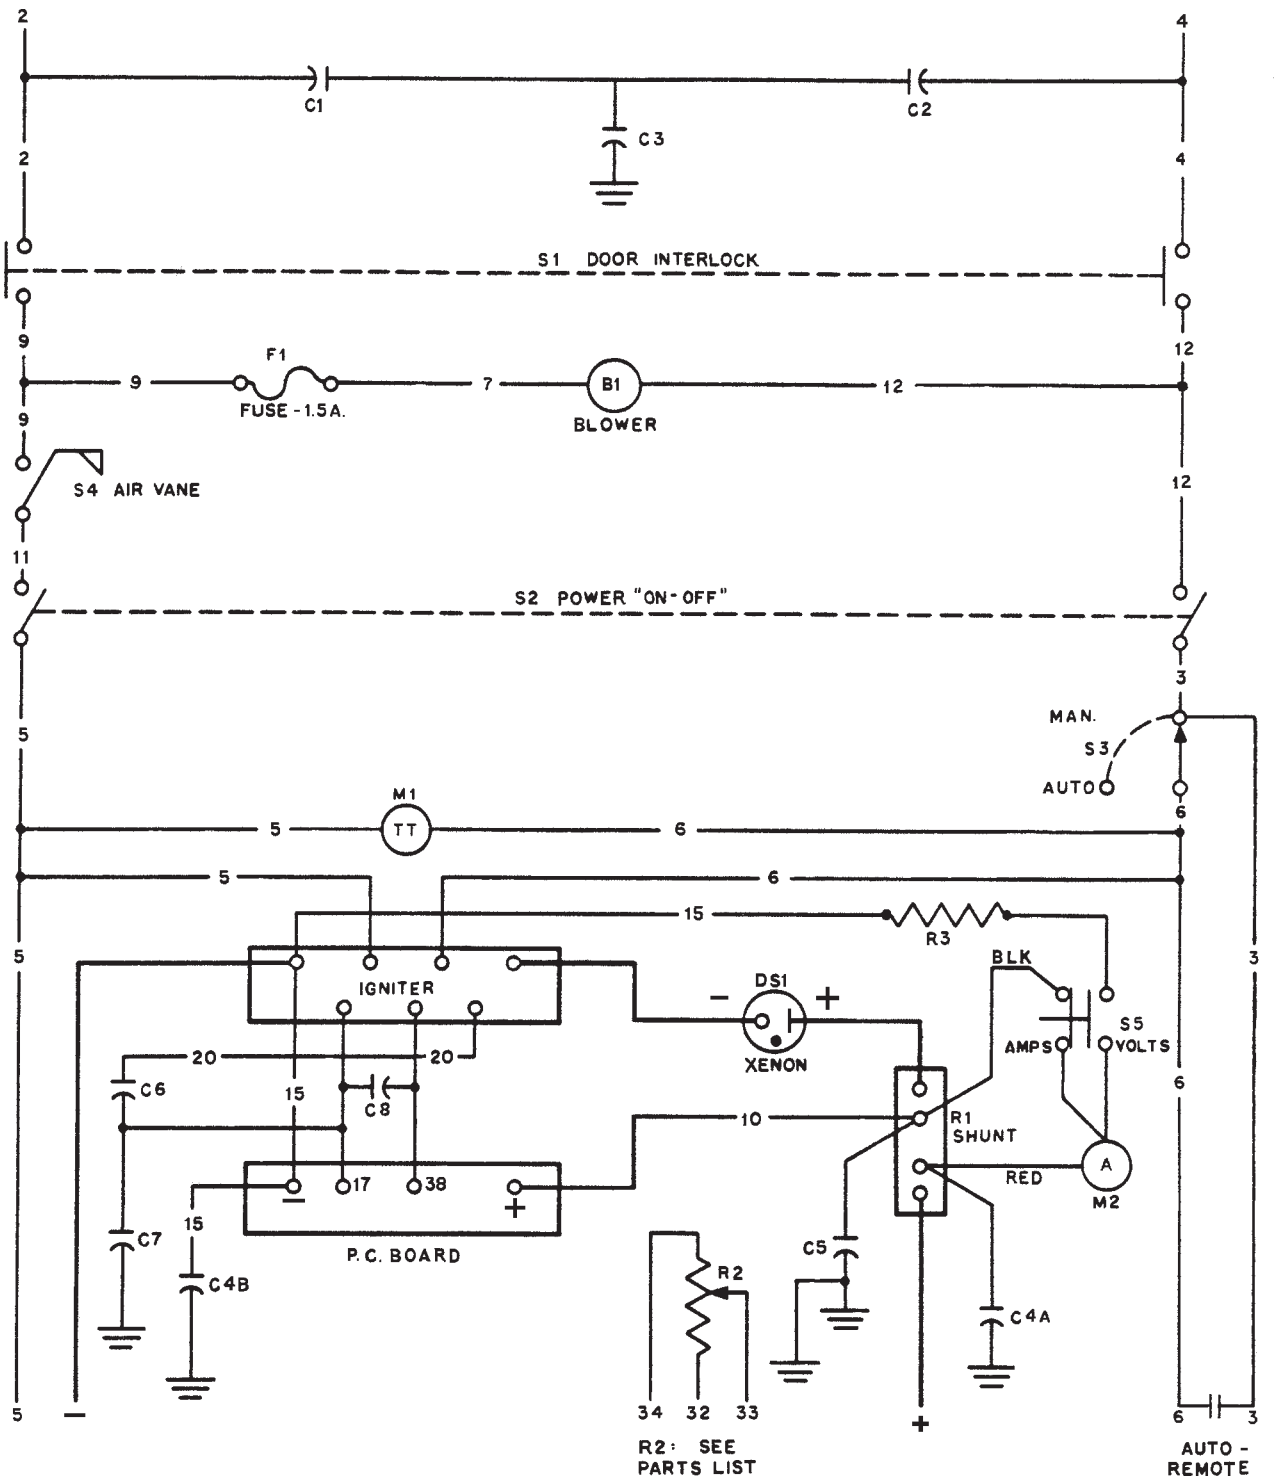 2
4
C1
C2
C3
2
4
S1 DOOR INTERLOCK
9
12
F1
9
7
B1
12
FUSE-1.5A.
BLOWER
9
S4 AIR VANE
12
11
S2 POWER "ON-OFF"
3
5
MAN.
S3
AUTO
6
M1
5
TT
6
5
6
15
R3
5
BLK
3
IGNITER
DS1
- +
XENON
AMPS
S5
VOLTS
20
20
C6
15
C8
6
10
R1
SHUNT
A
RED
M2
-
17
38
+
15
C7
P.C. BOARD
C5
R2
C4B
C4A
5
-
34
32
33
+
6
3
R2: SEE
PARTS LIST
AUTO-
REMOTE